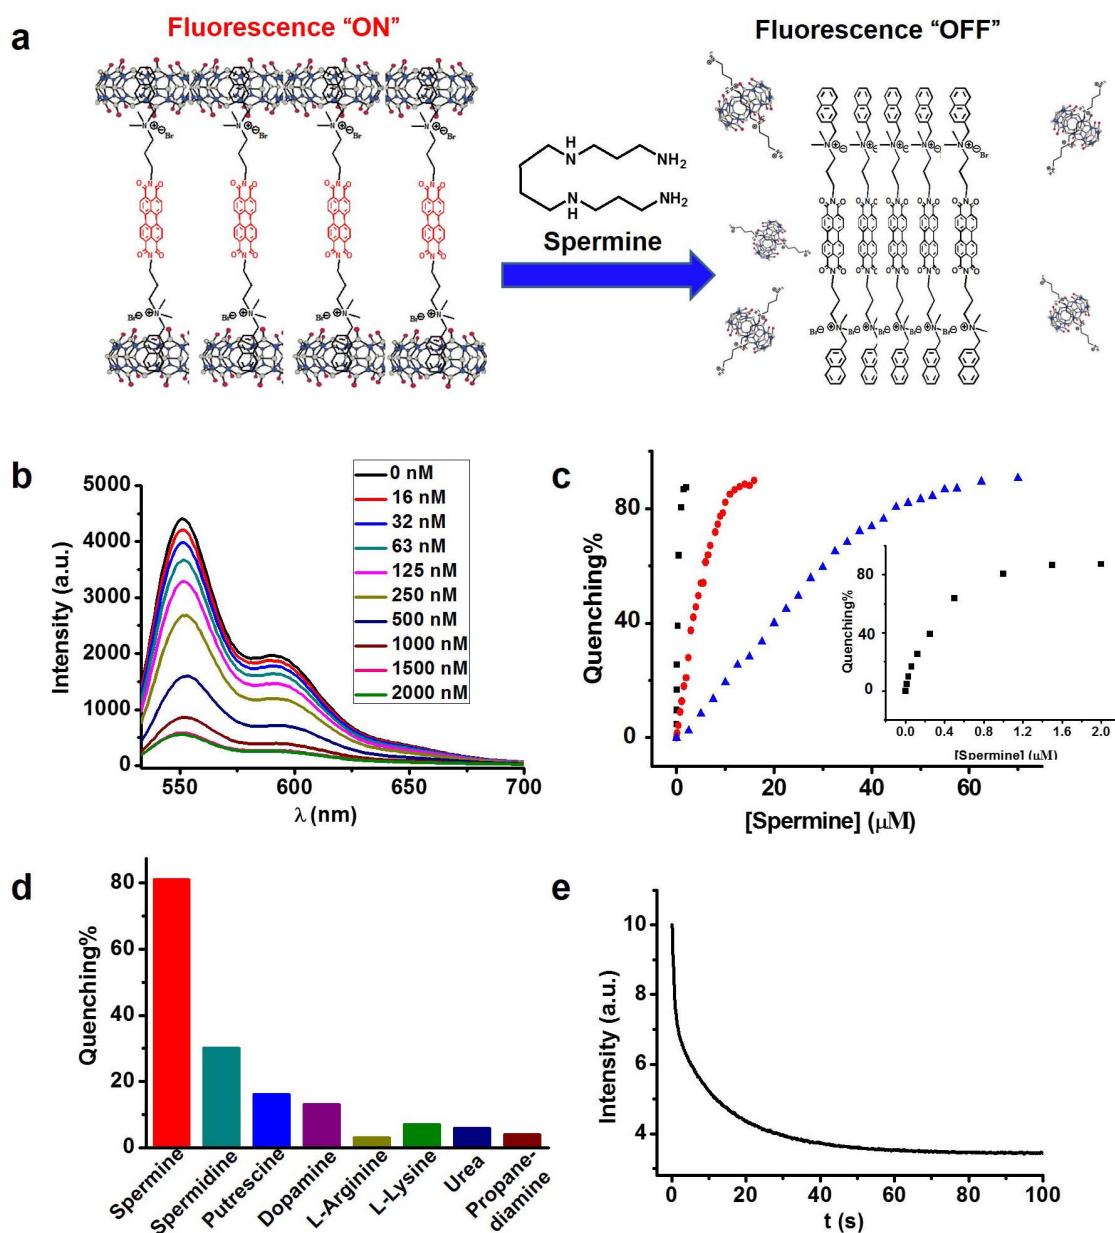 a
Fluorescence “ON”
Fluorescence “OFF”
H
N
NH2
N
H
NH2
Spermine
b
Intensity (a.u.)
5000
4000
3000
2000
1000
0
550
600
650
700
λ (nm)
0 nM
16 nM
32 nM
63 nM
125 nM
250 nM
500 nM
1000 nM
1500 nM
2000 nM
c
Quenching%
80
40
0
0
20
40
60
[Spermine] (μM)
Quenching%
80
40
0
0.0
0.4
0.8
1.2
1.6
2.0
[Spermine] (μM)
d
Quenching%
80
60
40
20
0
Spermine
Spermidine
Putrescine
Dopamine
L-Arginine
L-Lysine
Urea
Propane-
diamine
e
Intensity (a.u.)
10
8
6
4
0
20
40
60
80
100
t (s)